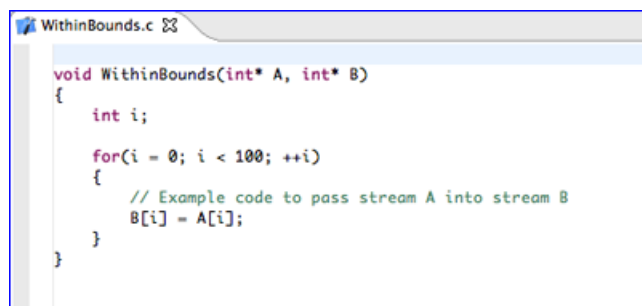 WithinBounds.c
void WithinBounds(int* A, int* B)
{
    int i;
    for(i = 0; i < 100; ++i)
    {
        // Example code to pass stream A into stream B
        B[i] = A[i];
    }
}